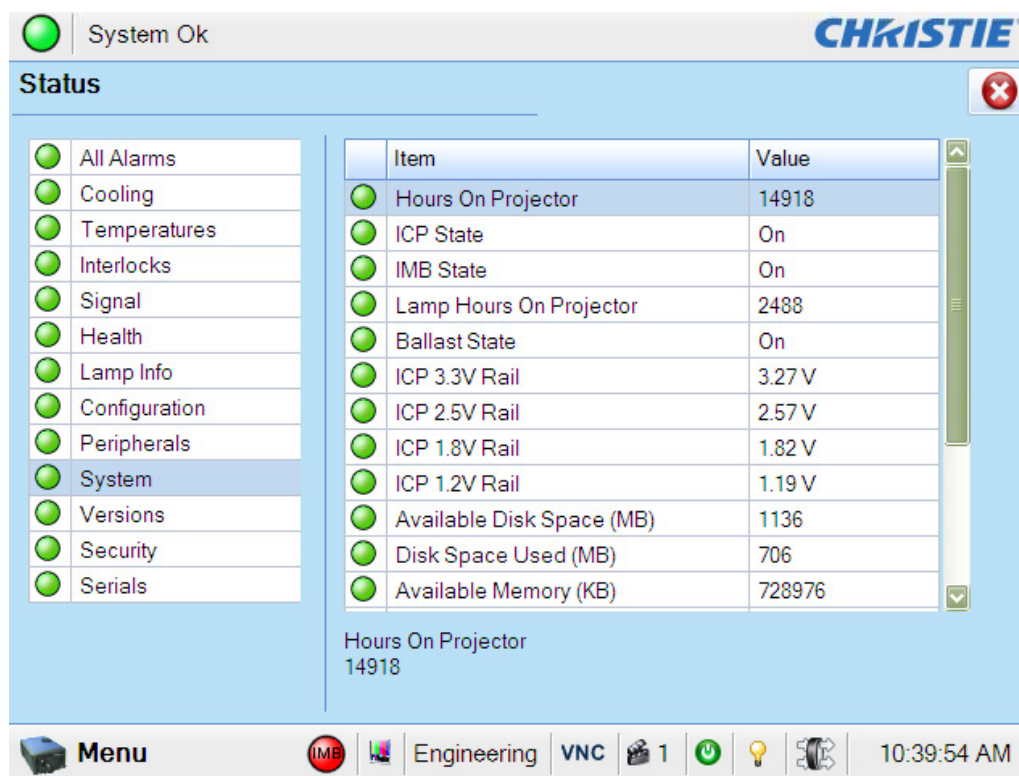 System Ok
CHRISTIE
Status
All Alarms
Cooling
Temperatures
Interlocks
Signal
Health
Lamp Info
Configuration
Peripherals
System
Versions
Security
Serials
Item Value
Hours On Projector 14918
ICP State On
IMB State On
Lamp Hours On Projector 2488
Ballast State On
ICP 3.3V Rail 3.27 V
ICP 2.5V Rail 2.57 V
ICP 1.8V Rail 1.82 V
ICP 1.2V Rail 1.19 V
Available Disk Space (MB) 1136
Disk Space Used (MB) 706
Available Memory (KB) 728976
Hours On Projector
14918
Menu IMB Engineering VNC 1 10:39:54 AM